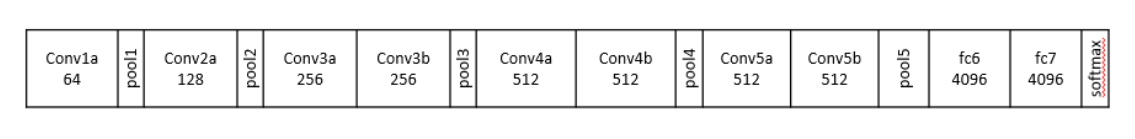 Conv1a
64
pool1
Conv2a
128
pool2
Conv3a
256
Conv3b
256
pool3
Conv4a
512
Conv4b
512
pool4
Conv5a
512
Conv5b
512
pool5
fc6
4096
fc7
4096
softmax